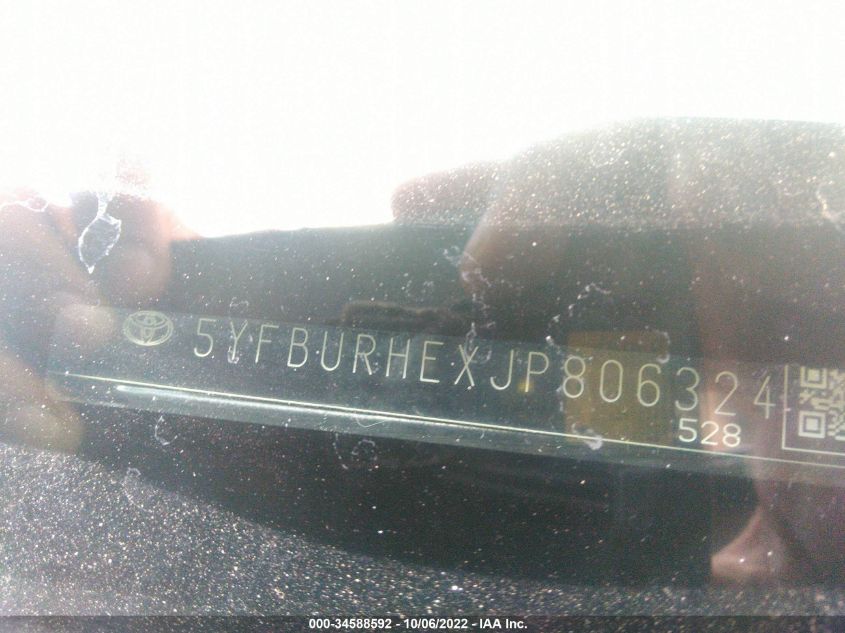 5YFBURHEXJP806324
528
000-34588592 - 10/06/2022 - IAA Inc.